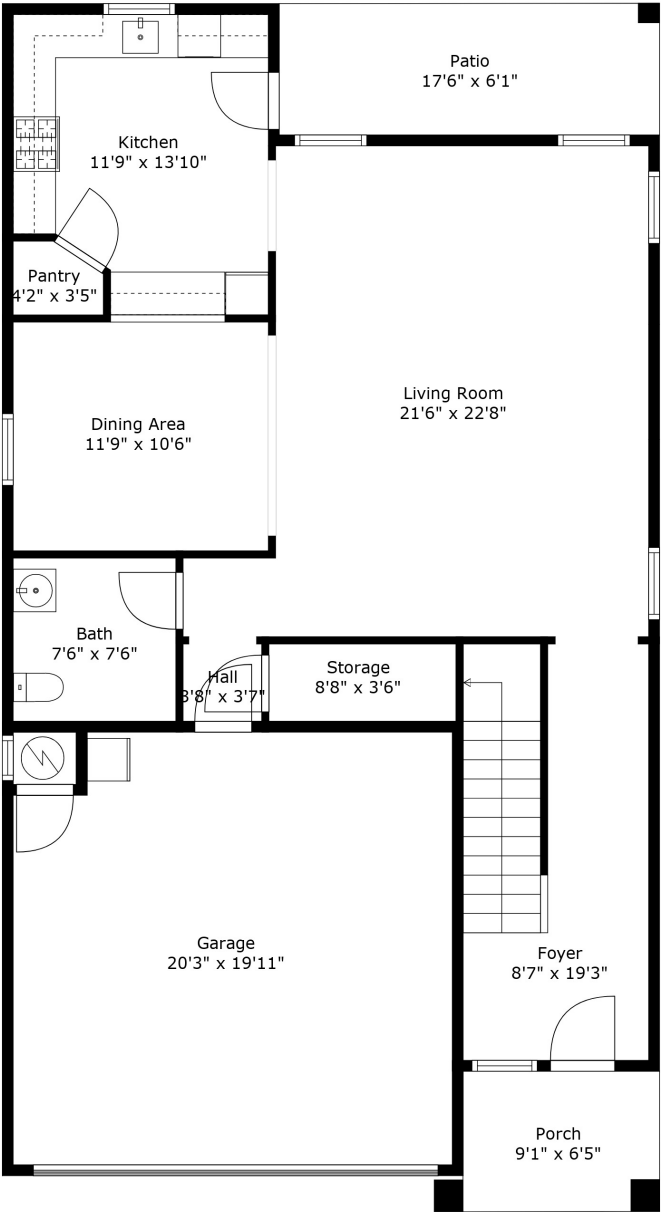 Patio
17'6" x 6'1"
Kitchen
11'9" x 13'10"
Pantry
4'2" x 3'5"
Living Room
21'6" x 22'8"
Dining Area
11'9" x 10'6"
Bath
7'6" x 7'6"
Hall
3'8" x 3'7"
Storage
8'8" x 3'6"
Garage
20'3" x 19'11"
Foyer
8'7" x 19'3"
Porch
9'1" x 6'5"